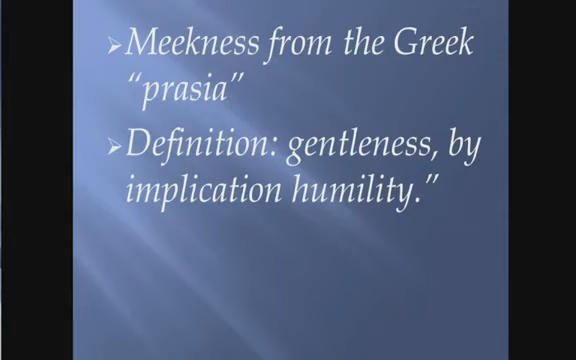 ➢Meekness from the Greek
"prasia"
➢Definition: gentleness, by
implication humility."